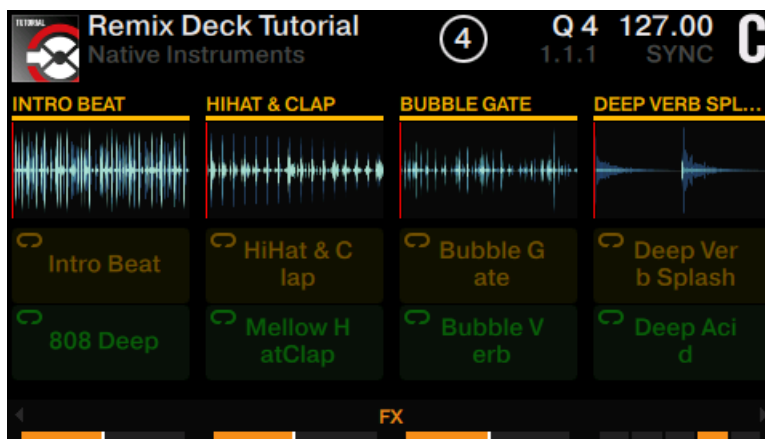 TUTORIAL
Remix Deck Tutorial
Native Instruments
4
Q 4 127.00
1.1.1 SYNC
C
INTRO BEAT
HIHAT & CLAP
BUBBLE GATE
DEEP VERB SPL...
Intro Beat
HiHat & C
lap
Bubble G
ate
Deep Ver
b Splash
808 Deep
Mellow H
atClap
Bubble V
erb
Deep Aci
d
FX